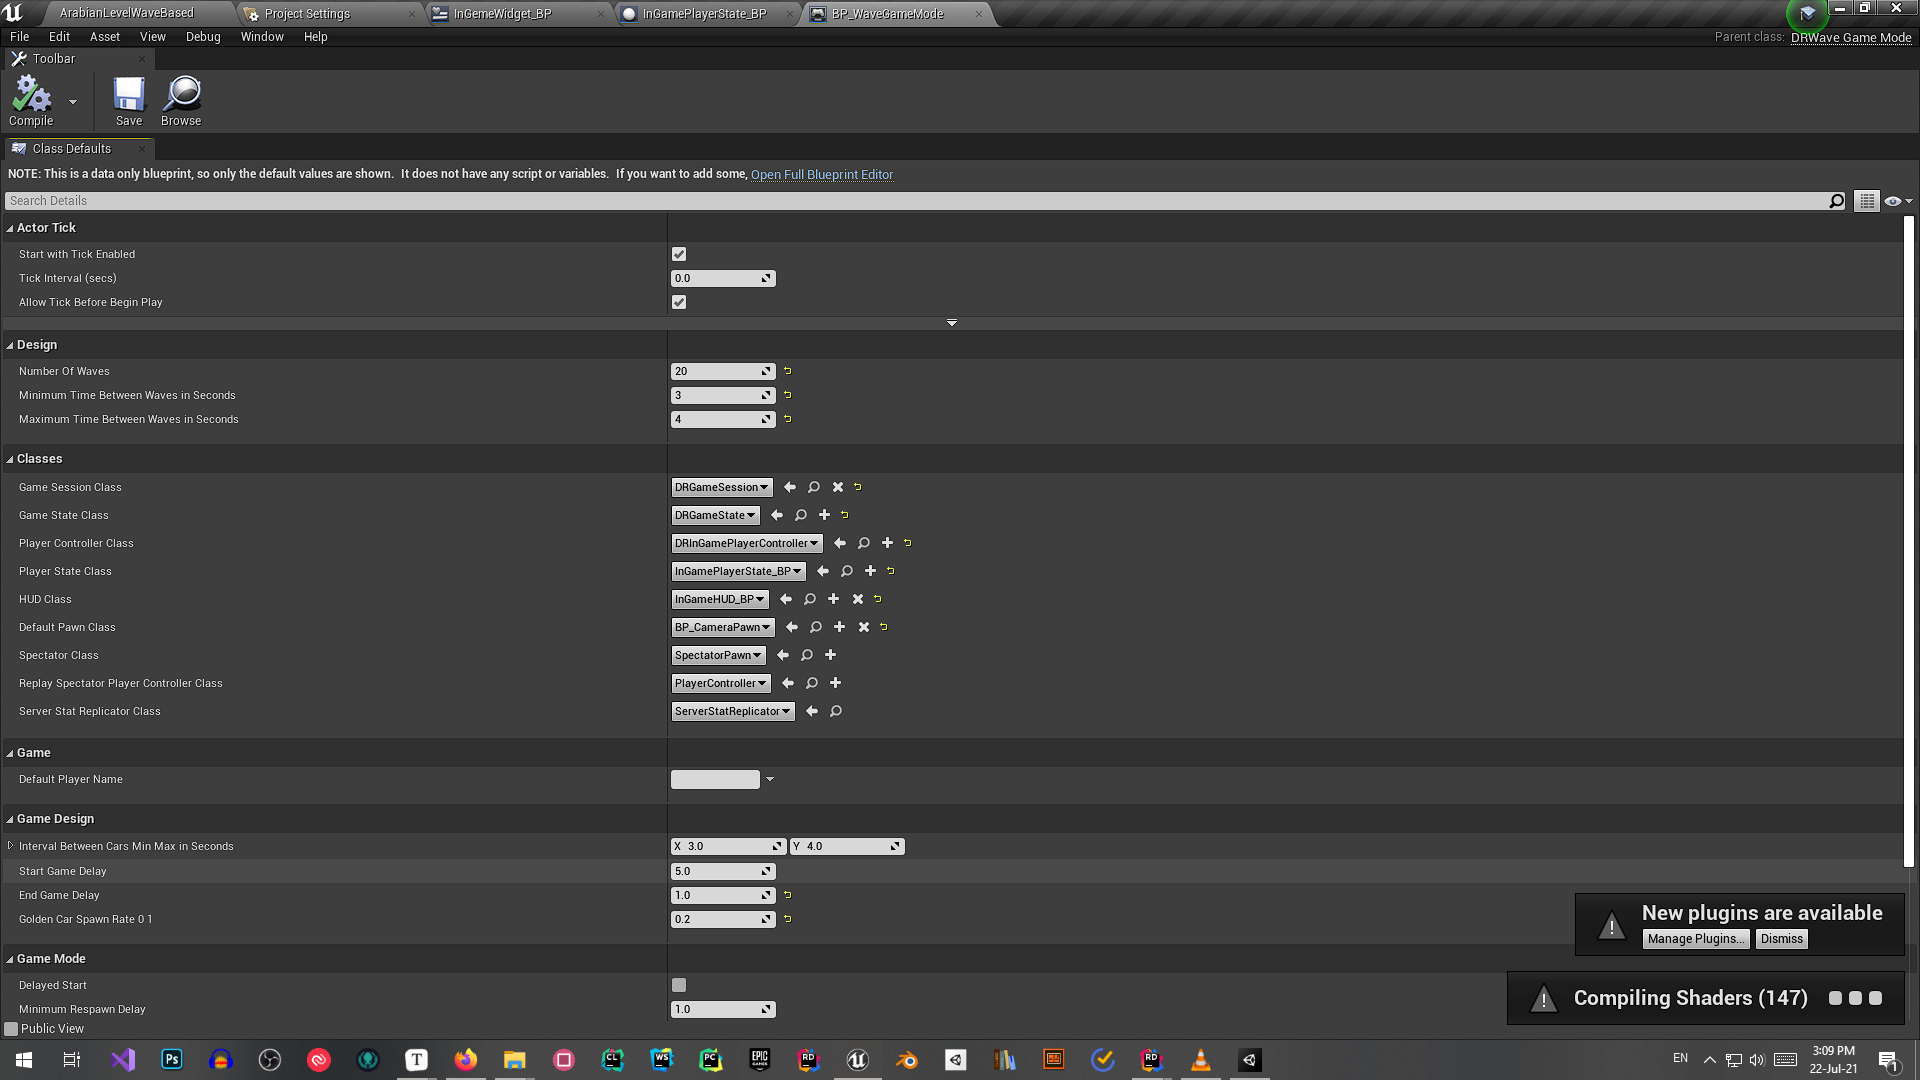 ArabianLevelWaveBased
Project Settings
InGemeWidget_BP
InGamePlayerState_BP
BP_WaveGameMode
File Edit Asset View Debug Window Help
Parent class: DRWave Game Mode
Toolbar
Compile
Save
Browse
Class Defaults
NOTE: This is a data only blueprint, so only the default values are shown. It does not have any script or variables. If you want to add some, Open Full Blueprint Editor
Search Details
Actor Tick
Start with Tick Enabled
Tick Interval (secs) 0.0
Allow Tick Before Begin Play
Design
Number Of Waves 20
Minimum Time Between Waves in Seconds 3
Maximum Time Between Waves in Seconds 4
Classes
Game Session Class DRGameSession
Game State Class DRGameState
Player Controller Class DRInGamePlayerController
Player State Class InGamePlayerState_BP
HUD Class InGameHUD_BP
Default Pawn Class BP_CameraPawn
Spectator Class SpectatorPawn
Replay Spectator Player Controller Class PlayerController
Server Stat Replicator Class ServerStatReplicator
Game
Default Player Name
Game Design
Interval Between Cars Min Max in Seconds X 3.0 Y 4.0
Start Game Delay 5.0
End Game Delay 1.0
Golden Car Spawn Rate 0 1 0.2
New plugins are available
Manage Plugins... Dismiss
Game Mode
Delayed Start
Compiling Shaders (147)
Minimum Respawn Delay 1.0
Public View
Ps
T
CL
WS
PC
EPIC GAMES
RD
RD
EN
3:09 PM
22-Jul-21
1